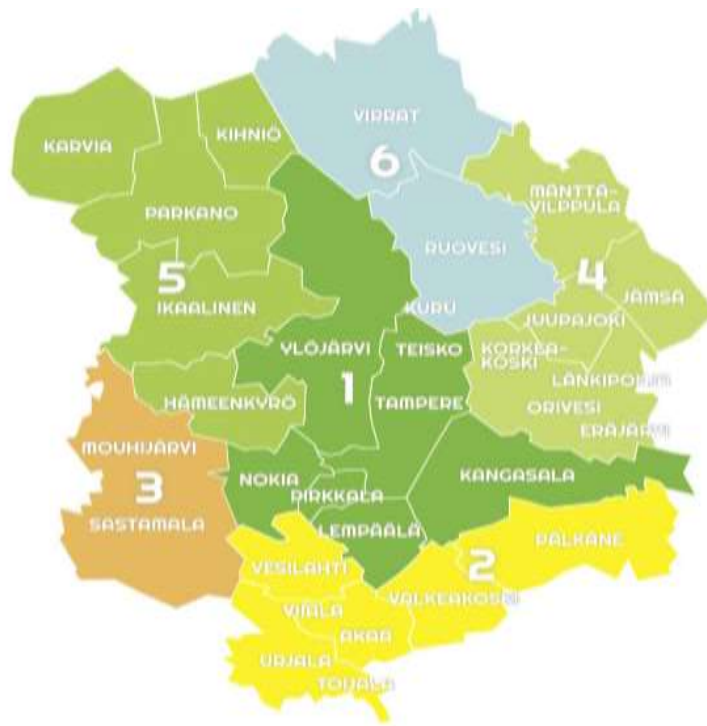 VIRRAT
KIHNIÖ
KARVIA
6
MÄNTTÄ-
VILPPULA
PARKANO
RUOVESI
5
4
JÄMSÄ
IKAALINEN
KURU
JUUPAJOKI
YLÖJÄRVI
TEISKO
KORKEA-
KOSKI
1
LÄNKIPOHJA
HÄMEENKYRÖ
TAMPERE
ORIVESI
ERÄJÄRVI
MOUHIJÄRVI
NOKIA
KANGASALA
3
PIRKKALA
SASTAMALA
LEMPÄÄLÄ
PÄLKÄNE
VESILAHTI
2
VALKEAKOSKI
VIIALA
AKAA
URJALA
TOIJALA